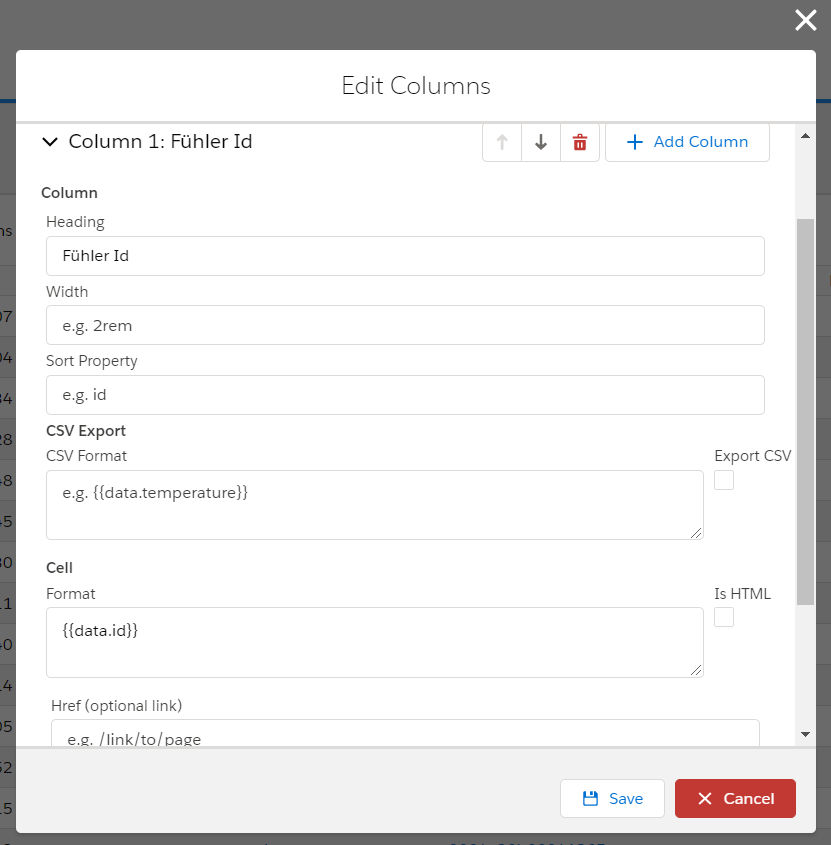 Edit Columns
Column 1: Fühler Id
Add Column
Column
Heading
Fühler Id
Width
e.g. 2rem
Sort Property
e.g. id
CSV Export
CSV Format
Export CSV
e.g. {{data.temperature}}
Cell
Format
Is HTML
{{data.id}}
Href (optional link)
e.g. /link/to/page
Save
Cancel